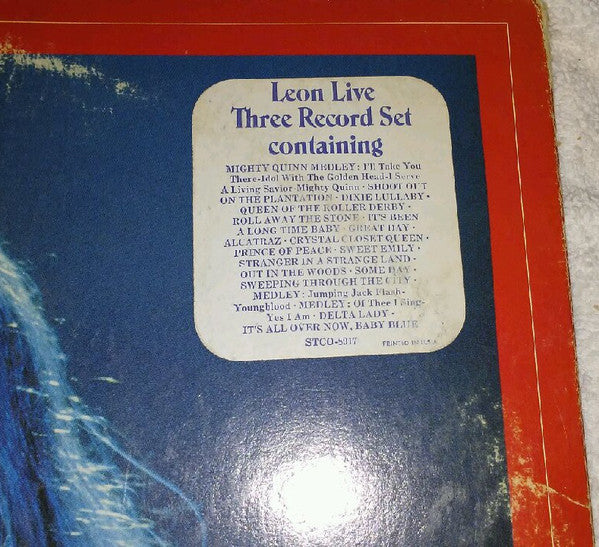 Leon Live
Three Record Set
containing
MIGHTY QUINN MEDLEY: I'll Take You
There-Idol With The Golden Head-I Serve
A Living Savior-Mighty Quinn · SHOOT OUT
ON THE PLANTATION · DIXIE LULLABY ·
QUEEN OF THE ROLLER DERBY ·
ROLL AWAY THE STONE · IT'S BEEN
A LONG TIME BABY · GREAT DAY ·
ALCATRAZ · CRYSTAL CLOSET QUEEN ·
PRINCE OF PEACE · SWEET EMILY ·
STRANGER IN A STRANGE LAND ·
OUT IN THE WOODS · SOME DAY ·
SWEEPING THROUGH THE CITY ·
MEDLEY: Jumping Jack Flash-
Youngblood · MEDLEY: Of Thee I Sing-
Yes I Am · DELTA LADY ·
IT'S ALL OVER NOW, BABY BLUE
STCO-8917 PRINTED IN U.S.A.